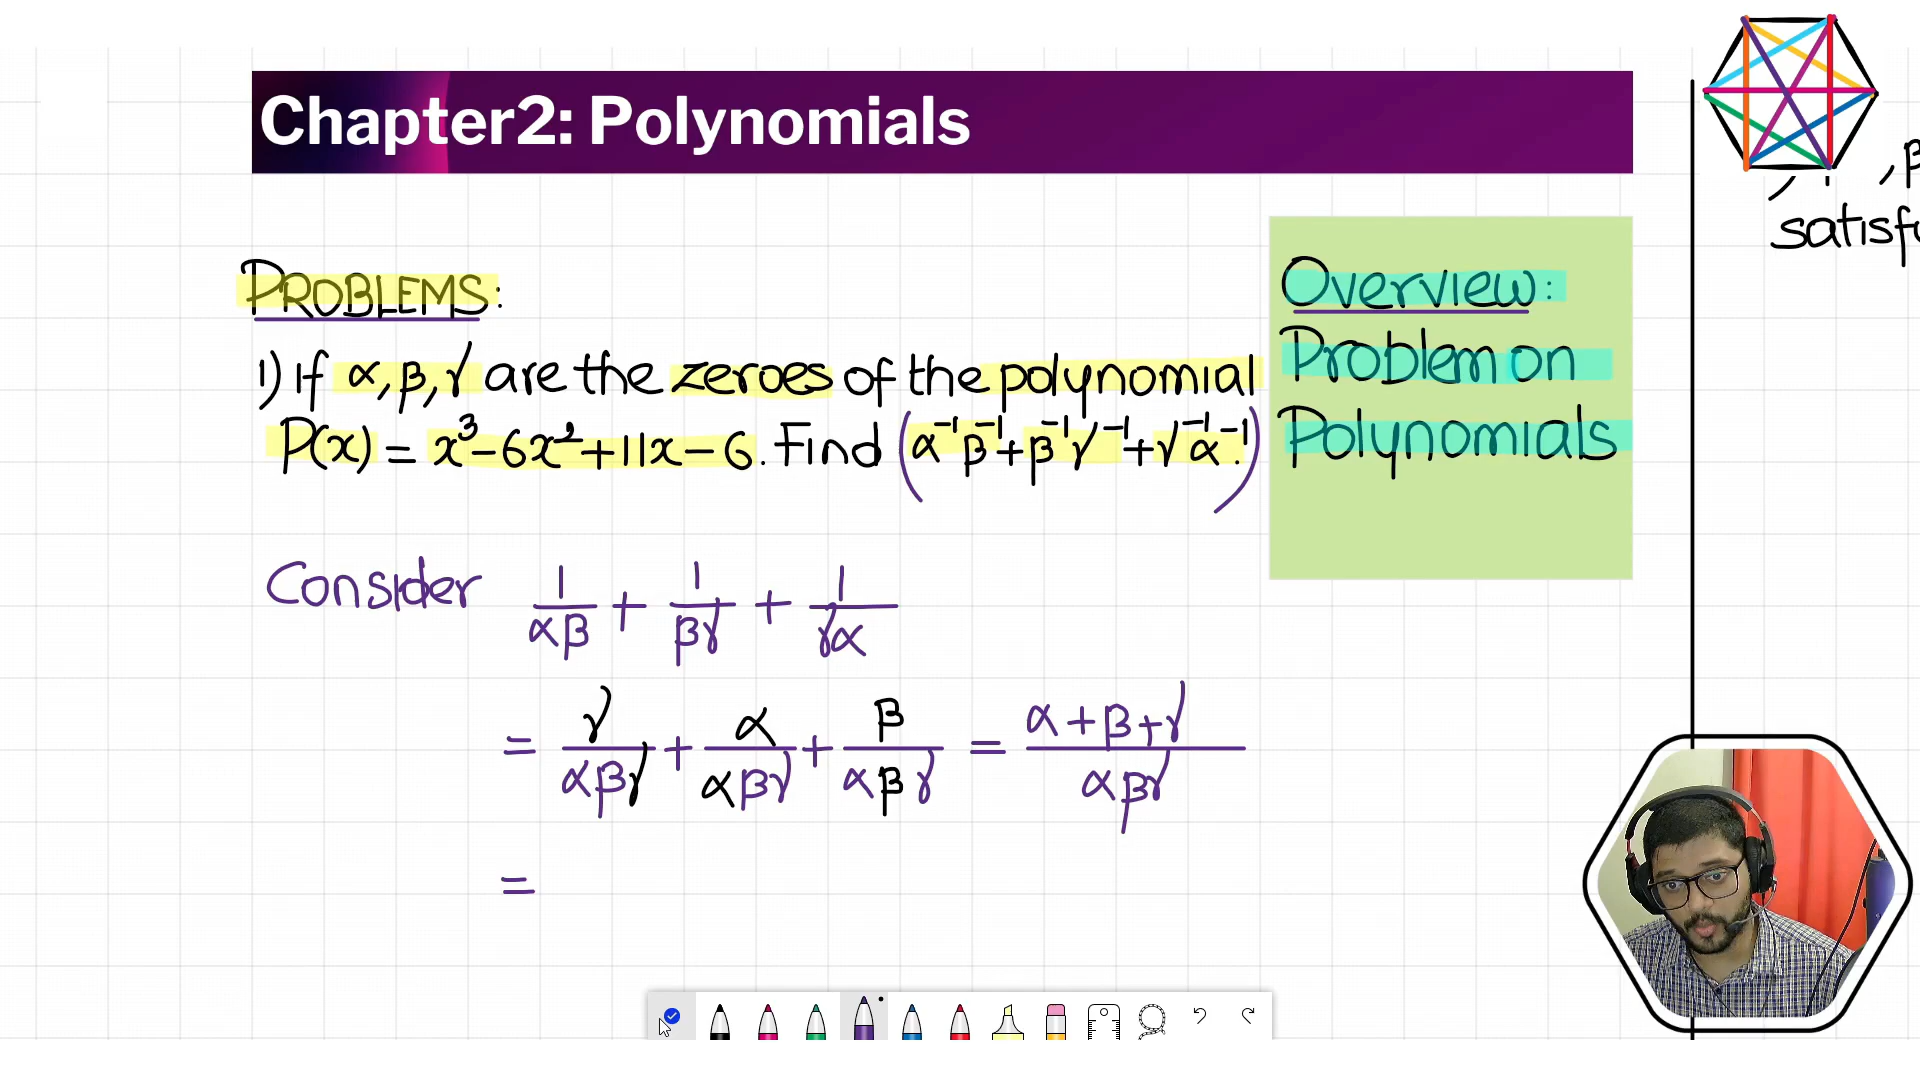 Chapter2: Polynomials
PROBLEMS:
1) If α, β, γ are the zeroes of the polynomial
P(x) = x³-6x²+11x-6. Find (α⁻¹β⁻¹+β⁻¹γ⁻¹+γ⁻¹α⁻¹.)
Overview:
Problem on
Polynomials
, β
Consider 1/αβ + 1/βγ + 1/γα
= γ/αβγ + α/αβγ + β/αβγ = α+β+γ/αβγ
=